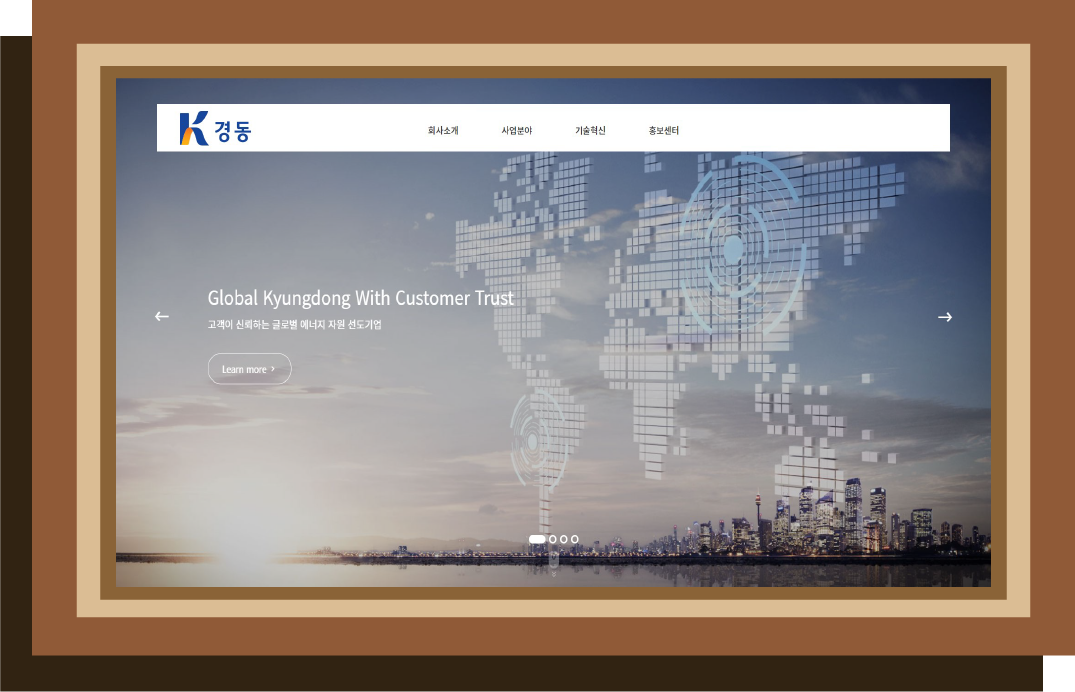 경동
회사소개 사업분야 기술혁신 홍보센터
Global Kyungdong With Customer Trust
고객이 신뢰하는 글로벌 에너지 자원 선도기업
Learn more